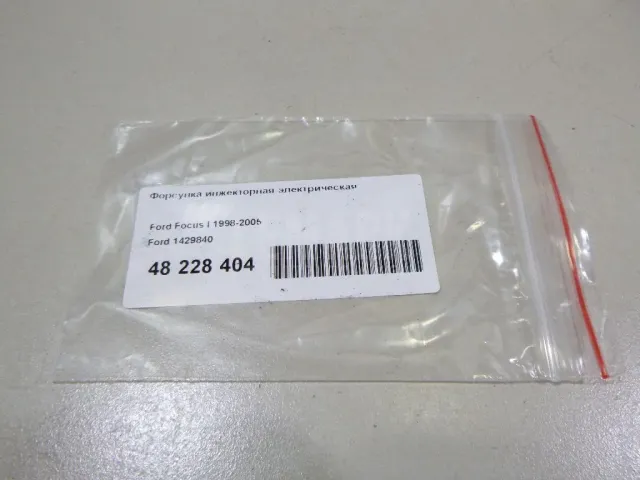 Форсунка инжекторная электрическая
Ford Focus I 1998-2005
Ford 1429840
48 228 404